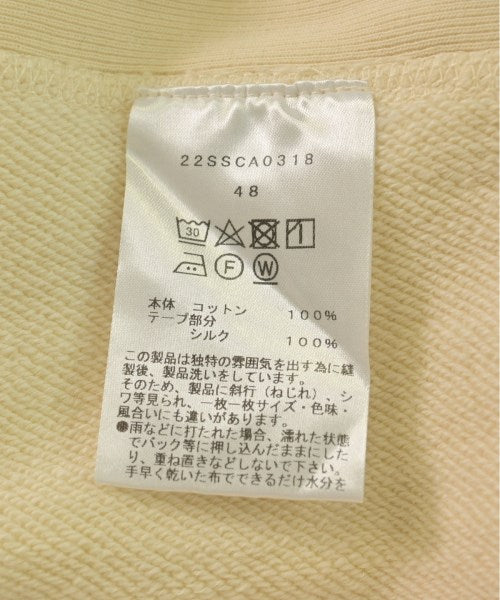 22SSCA0318
48
30
F
W
本体 コットン 100%
テープ部分
シルク 100%
この製品は独特の雰囲気を出す為に縫
製後、製品洗いをしています。
そのため、製品に斜行(ねじれ)、シ
ワ等見られ、一枚一枚サイズ・色味・
風合いにも違いがあります。
●雨などに打たれた場合、濡れた状態
でバック等に押し込んだままにした
り、重ね置きなどしないで下さい。
手早く乾いた布でできるだけ水分を